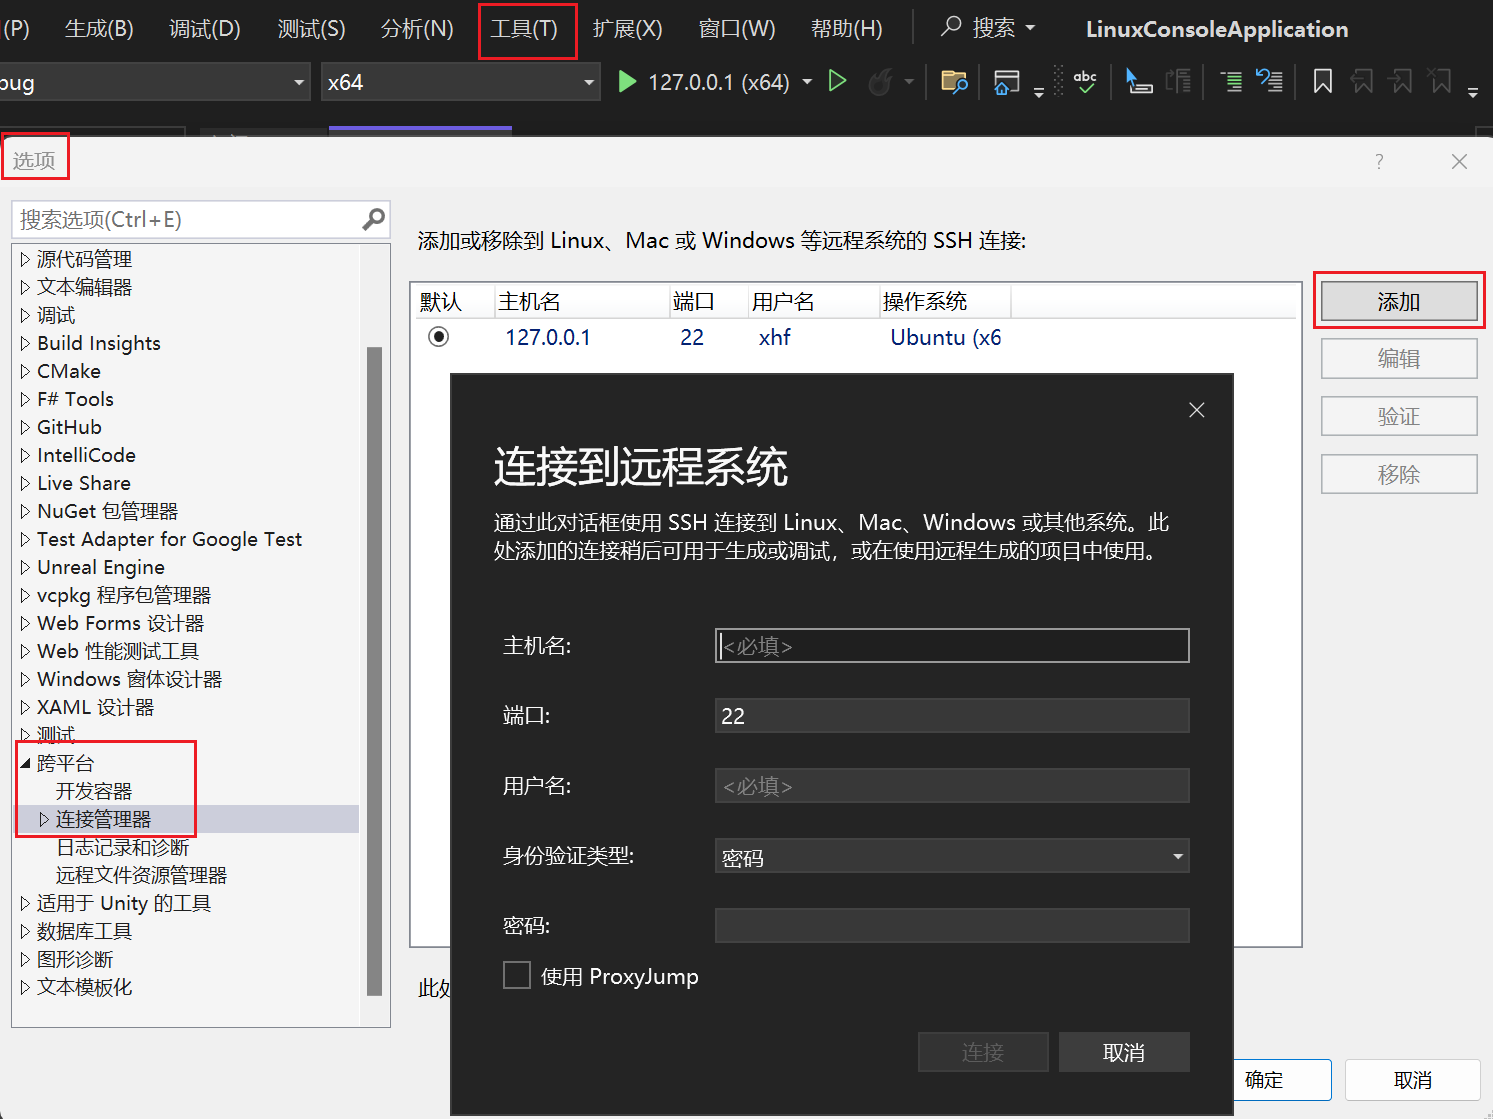 (P) 生成(B) 调试(D) 测试(S) 分析(N) 工具(T) 扩展(X) 窗口(W) 帮助(H) 搜索 LinuxConsoleApplication
bug x64 127.0.0.1 (x64) abc
选项 ?
搜索选项(Ctrl+E)
源代码管理
文本编辑器
调试
Build Insights
CMake
F# Tools
GitHub
IntelliCode
Live Share
NuGet 包管理器
Test Adapter for Google Test
Unreal Engine
vcpkg 程序包管理器
Web Forms 设计器
Web 性能测试工具
Windows 窗体设计器
XAML 设计器
测试
跨平台
开发容器
连接管理器
日志记录和诊断
远程文件资源管理器
适用于 Unity 的工具
数据库工具
图形诊断
文本模板化
添加或移除到 Linux、Mac 或 Windows 等远程系统的 SSH 连接:
默认 主机名 端口 用户名 操作系统
127.0.0.1 22 xhf Ubuntu (x6
添加
编辑
验证
移除
此处
连接到远程系统
通过此对话框使用 SSH 连接到 Linux、Mac、Windows 或其他系统。此
处添加的连接稍后可用于生成或调试，或在使用远程生成的项目中使用。
主机名: <必填>
端口: 22
用户名: <必填>
身份验证类型: 密码
密码:
使用 ProxyJump
连接 取消
确定 取消